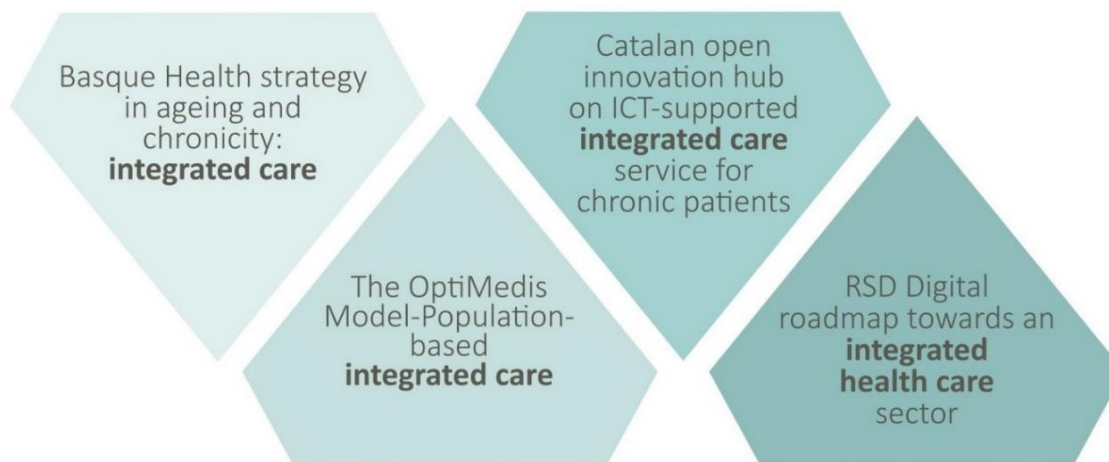 Basque Health strategy
in ageing and
chronicity:
integrated care
The OptiMedis
Model-Population-
based
integrated care
Catalan open
innovation hub
on ICT-supported
integrated care
service for
chronic patients
RSD Digital
roadmap towards an
integrated
health care
sector